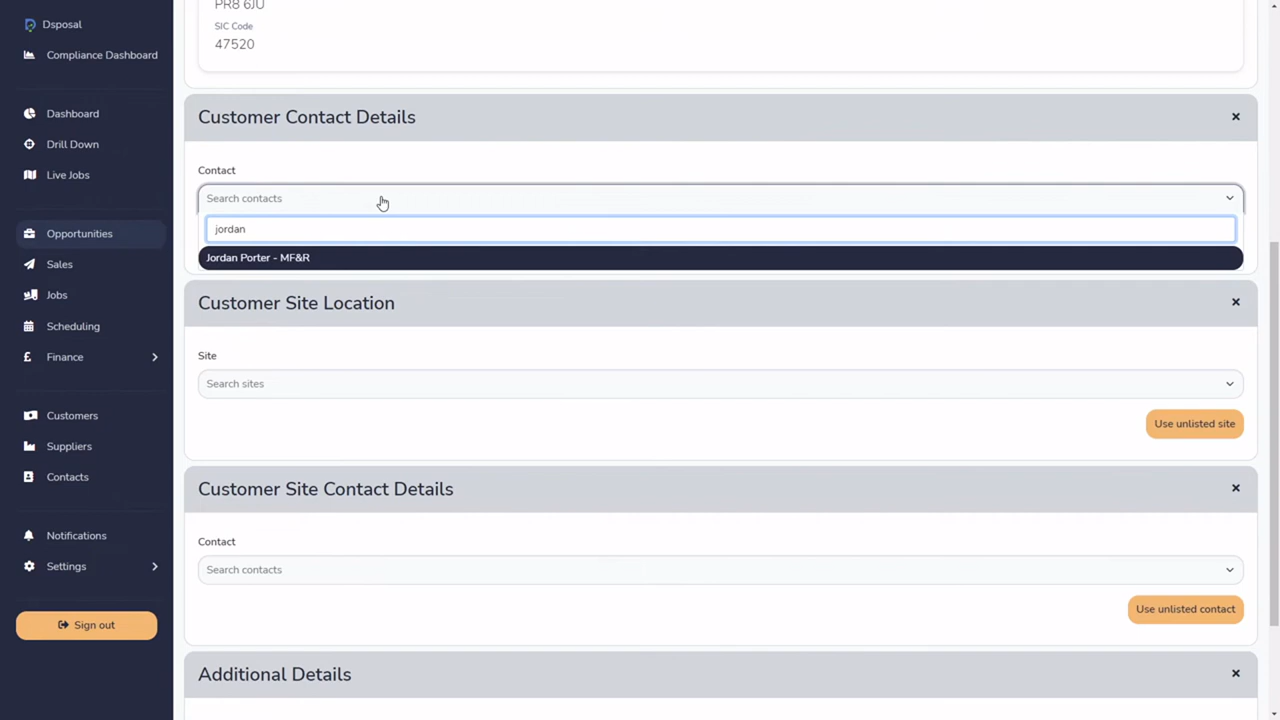 Dsposal
Compliance Dashboard
Dashboard
Drill Down
Live Jobs
Opportunities
Sales
Jobs
Scheduling
Finance
Customers
Suppliers
Contacts
Notifications
Settings
Sign out
PR8 6JU
SIC Code
47520
Customer Contact Details
Contact
Search contacts
jordan
Jordan Porter - MF&R
Customer Site Location
Site
Search sites
Use unlisted site
Customer Site Contact Details
Contact
Search contacts
Use unlisted contact
Additional Details